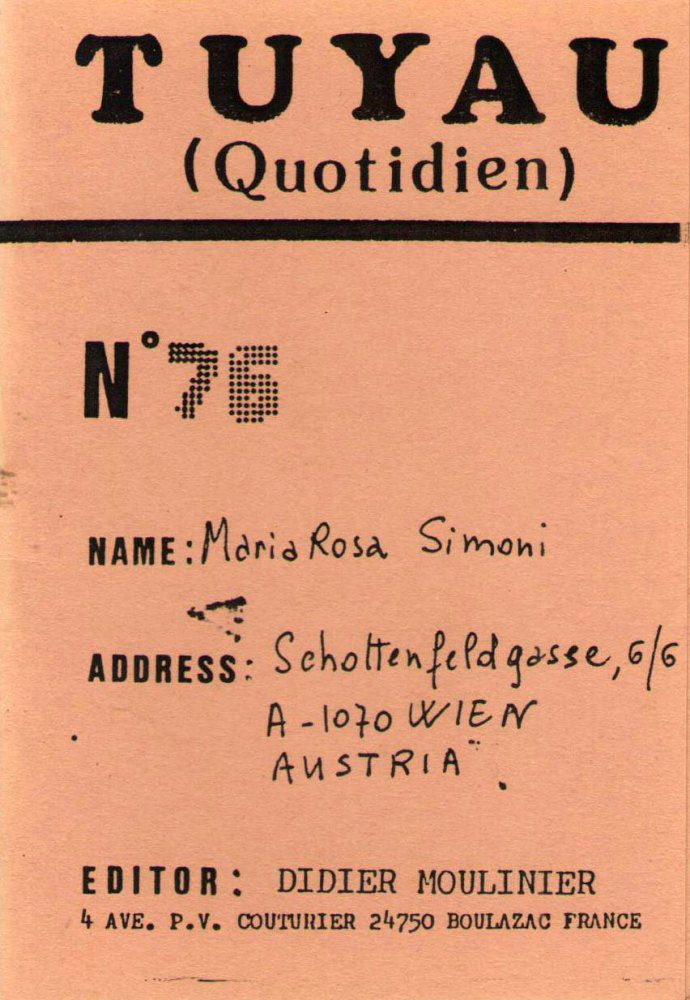 TUYAU
(Quotidien)
N°76
NAME: Maria Rosa Simoni
ADDRESS: Schottenfeldgasse, 6/6
A-1070 WIEN
AUSTRIA
EDITOR: DIDIER MOULINIER
4 AVE. P.V. COUTURIER 24750 BOULAZAC FRANCE